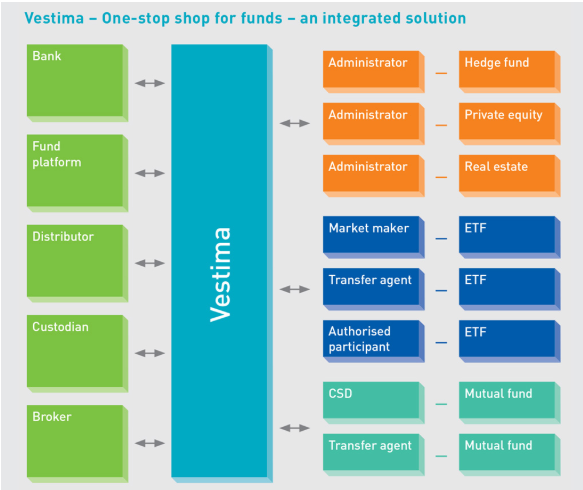 Vestima – One-stop shop for funds – an integrated solution
Bank
Fund
platform
Distributor
Custodian
Broker
Vestima
Administrator – Hedge fund
Administrator – Private equity
Administrator – Real estate
Market maker – ETF
Transfer agent – ETF
Authorised
participant – ETF
CSD – Mutual fund
Transfer agent – Mutual fund